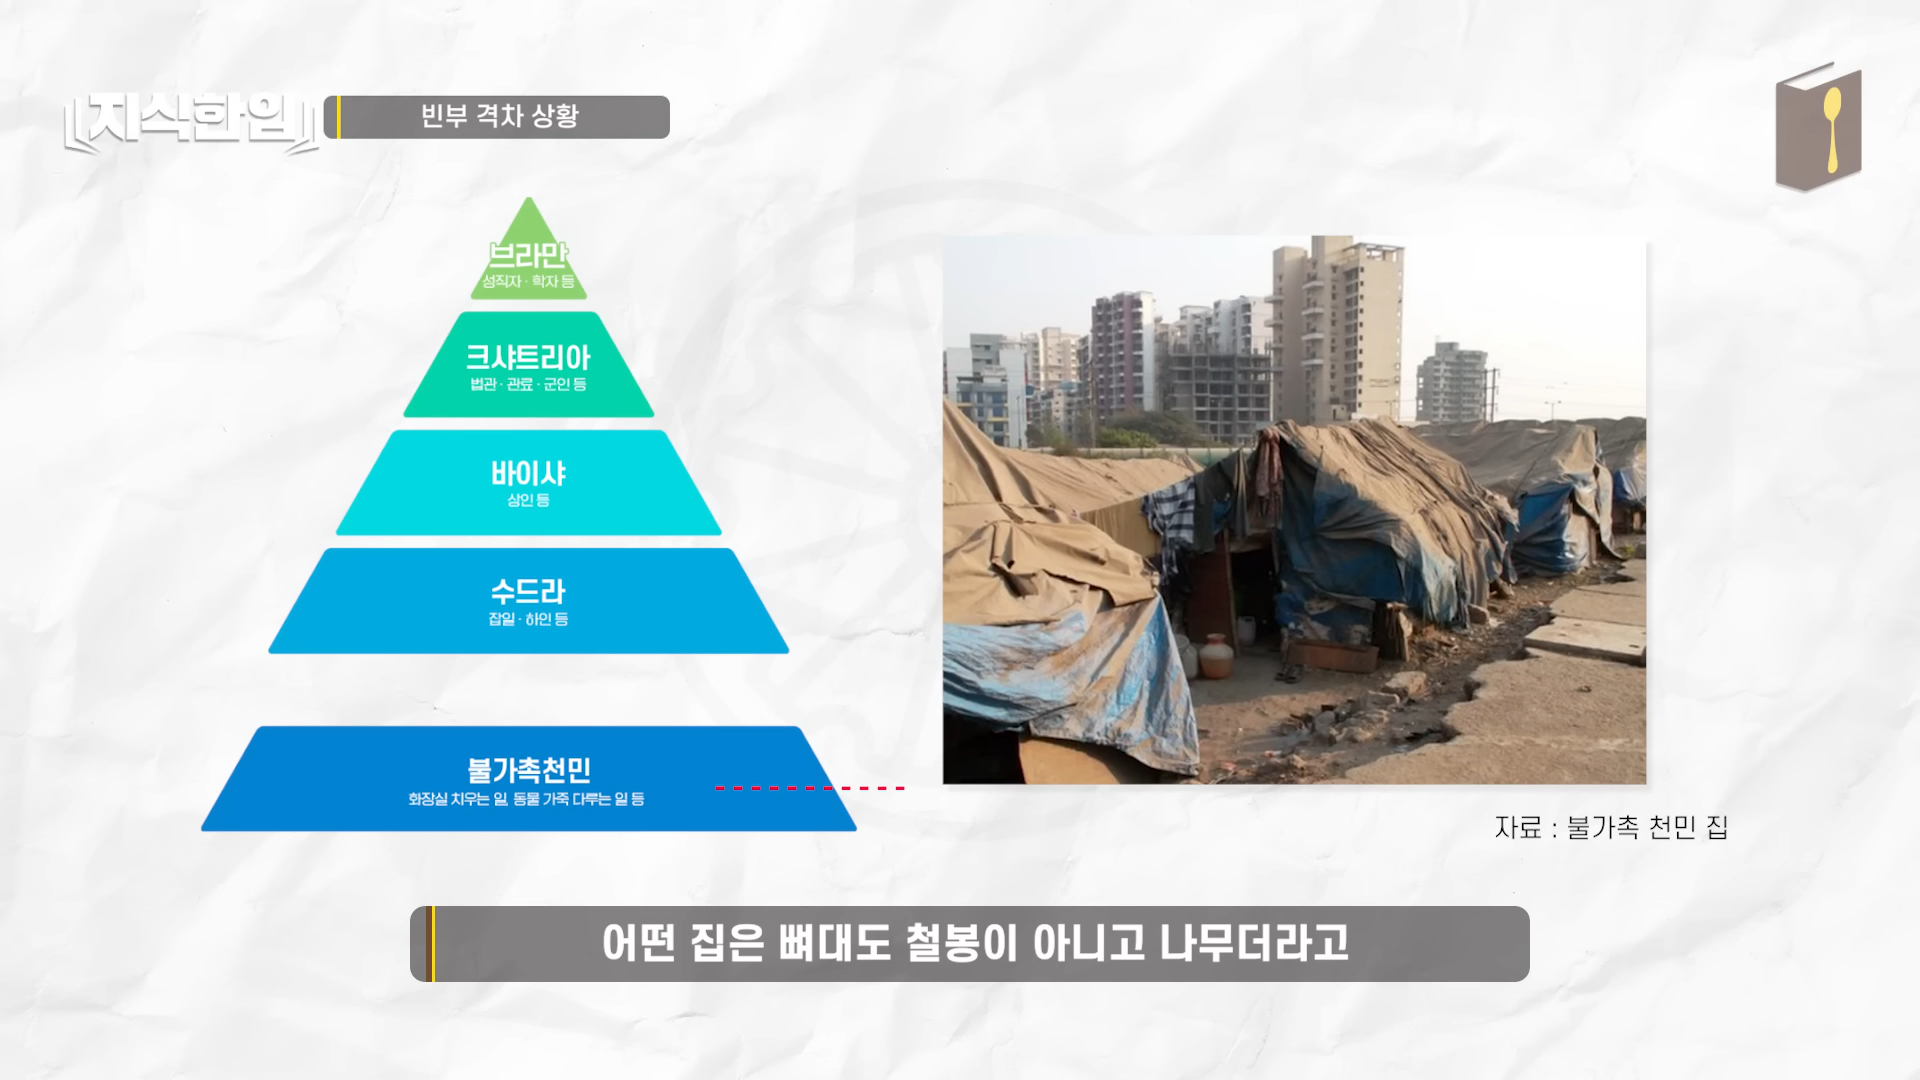 지식한입
빈부 격차 상황
브라만
성직자 · 학자 등
크샤트리아
법관 · 관료 · 군인 등
바이샤
상인 등
수드라
잡일 · 하인 등
불가촉천민
화장실 치우는 일, 동물 가죽 다루는 일 등
자료 : 불가촉 천민 집
어떤 집은 뼈대도 철봉이 아니고 나무더라고